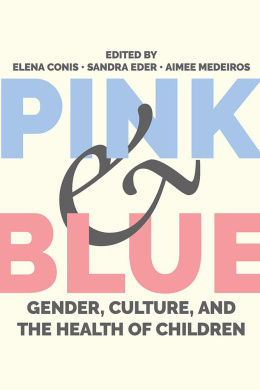 EDITED BY
ELENA CONIS • SANDRA EDER • AIMEE MEDEIROS
PINK
&
BLUE
GENDER, CULTURE, AND
THE HEALTH OF CHILDREN